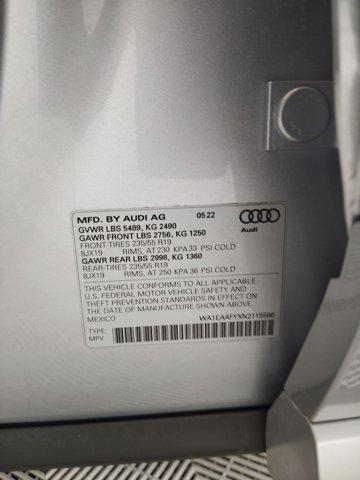 MFD. BY AUDI AG 05.22
GVWR LBS 5489, KG 2490
GAWR FRONT LBS 2756, KG 1250
FRONT-TIRES 235/55 R19
8JX19 RIMS, AT 230 KPA 33 PSI COLD
GAWR REAR LBS 2998, KG 1360
REAR-TIRES 235/55 R19
8JX19 RIMS, AT 250 KPA 36 PSI COLD
Audi
THIS VEHICLE CONFORMS TO ALL APPLICABLE
U.S. FEDERAL MOTOR VEHICLE SAFETY AND
THEFT PREVENTION STANDARDS IN EFFECT ON
THE DATE OF MANUFACTURE SHOWN ABOVE.
MEXICO
WA1EAAFYXN2115586
TYPE:
MPV